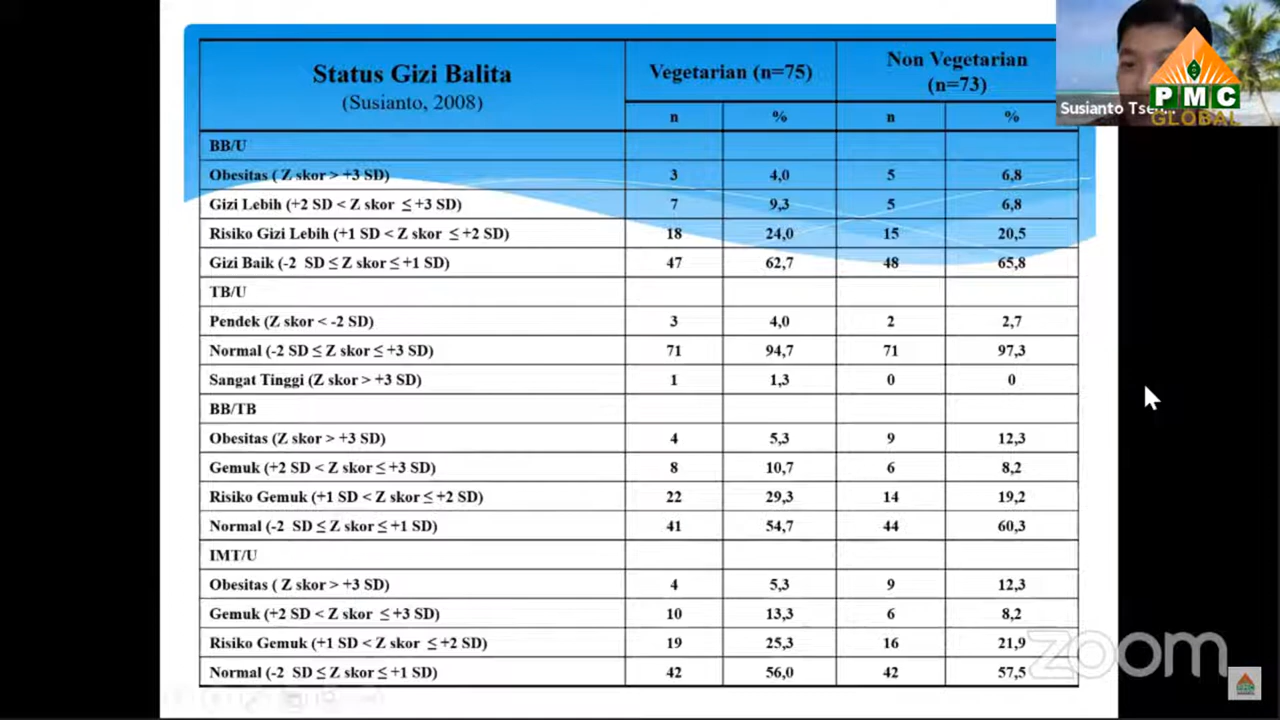 Status Gizi Balita
(Susianto, 2008)
Vegetarian (n=75)
Non Vegetarian
(n=73)
n % n %
BB/U
Obesitas ( Z skor > +3 SD) 3 4,0 5 6,8
Gizi Lebih (+2 SD < Z skor ≤ +3 SD) 7 9,3 5 6,8
Risiko Gizi Lebih (+1 SD < Z skor ≤ +2 SD) 18 24,0 15 20,5
Gizi Baik (-2 SD ≤ Z skor ≤ +1 SD) 47 62,7 48 65,8
TB/U
Pendek (Z skor < -2 SD) 3 4,0 2 2,7
Normal (-2 SD ≤ Z skor ≤ +3 SD) 71 94,7 71 97,3
Sangat Tinggi (Z skor > +3 SD) 1 1,3 0 0
BB/TB
Obesitas (Z skor > +3 SD) 4 5,3 9 12,3
Gemuk (+2 SD < Z skor ≤ +3 SD) 8 10,7 6 8,2
Risiko Gemuk (+1 SD < Z skor ≤ +2 SD) 22 29,3 14 19,2
Normal (-2 SD ≤ Z skor ≤ +1 SD) 41 54,7 44 60,3
IMT/U
Obesitas ( Z skor > +3 SD) 4 5,3 9 12,3
Gemuk (+2 SD < Z skor ≤ +3 SD) 10 13,3 6 8,2
Risiko Gemuk (+1 SD < Z skor ≤ +2 SD) 19 25,3 16 21,9
Normal (-2 SD ≤ Z skor ≤ +1 SD) 42 56,0 42 57,5
Susianto
PMC
GLOBAL
zoom